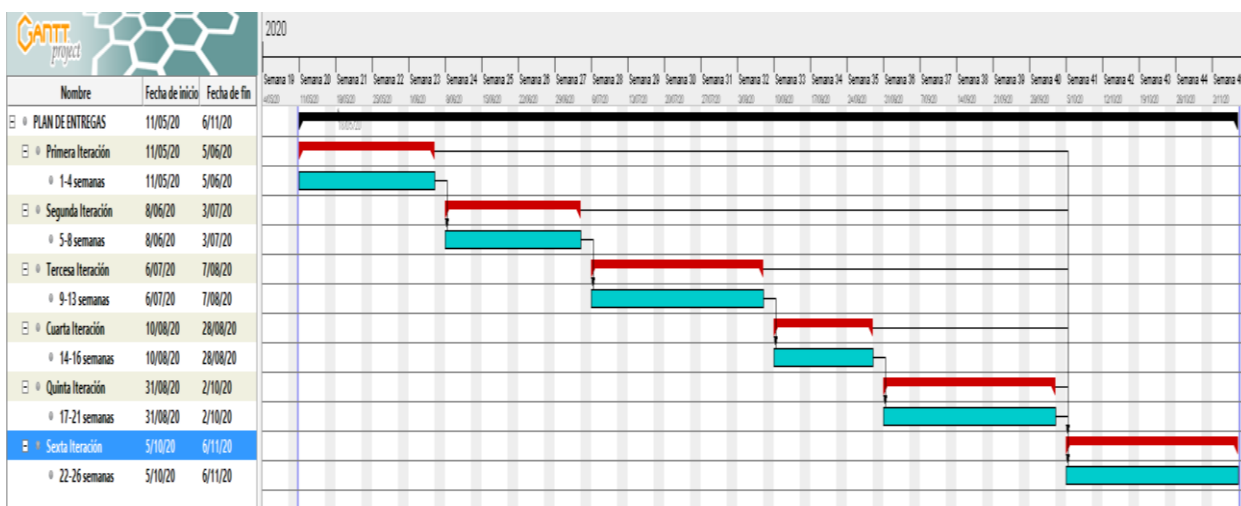 GANTT
project
2020
Semana 19 Semana 20 Semana 21 Semana 22 Semana 23 Semana 24 Semana 25 Semana 26 Semana 27 Semana 28 Semana 29 Semana 30 Semana 31 Semana 32 Semana 33 Semana 34 Semana 35 Semana 36 Semana 37 Semana 38 Semana 39 Semana 40 Semana 41 Semana 42 Semana 43 Semana 44 Semana
Nombre Fecha de inicio Fecha de fin
PLAN DE ENTREGAS 11/05/20 6/11/20
Primera Iteración 11/05/20 5/06/20
1-4 semanas 11/05/20 5/06/20
Segunda Iteración 8/06/20 3/07/20
5-8 semanas 8/06/20 3/07/20
Tercesa Iteración 6/07/20 7/08/20
9-13 semanas 6/07/20 7/08/20
Cuarta Iteración 10/08/20 28/08/20
14-16 semanas 10/08/20 28/08/20
Quinta Iteración 31/08/20 2/10/20
17-21 semanas 31/08/20 2/10/20
Sexta Iteración 5/10/20 6/11/20
22-26 semanas 5/10/20 6/11/20